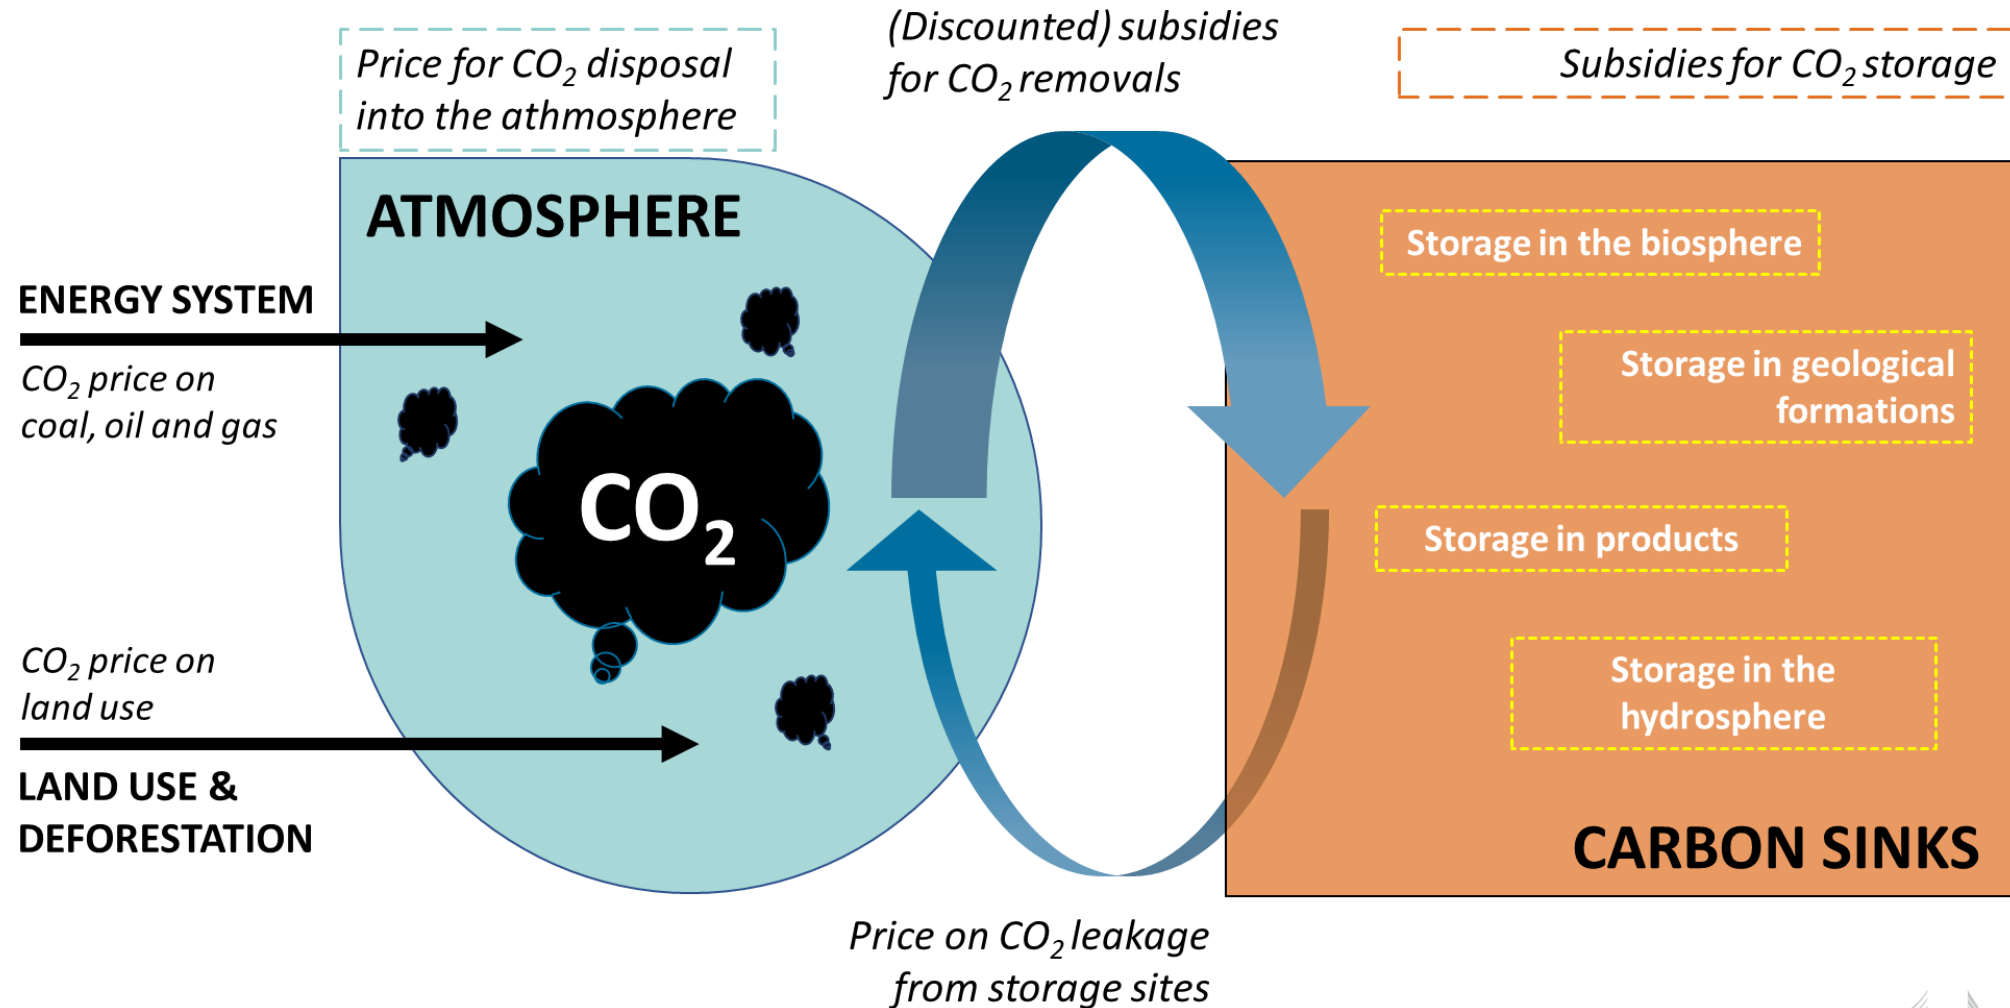 Price for CO₂ disposal
into the athmosphere
(Discounted) subsidies
for CO₂ removals
Subsidies for CO₂ storage
ATMOSPHERE
ENERGY SYSTEM
CO₂ price on
coal, oil and gas
CO₂
CO₂ price on
land use
LAND USE &
DEFORESTATION
Storage in the biosphere
Storage in geological
formations
Storage in products
Storage in the
hydrosphere
CARBON SINKS
Price on CO₂ leakage
from storage sites